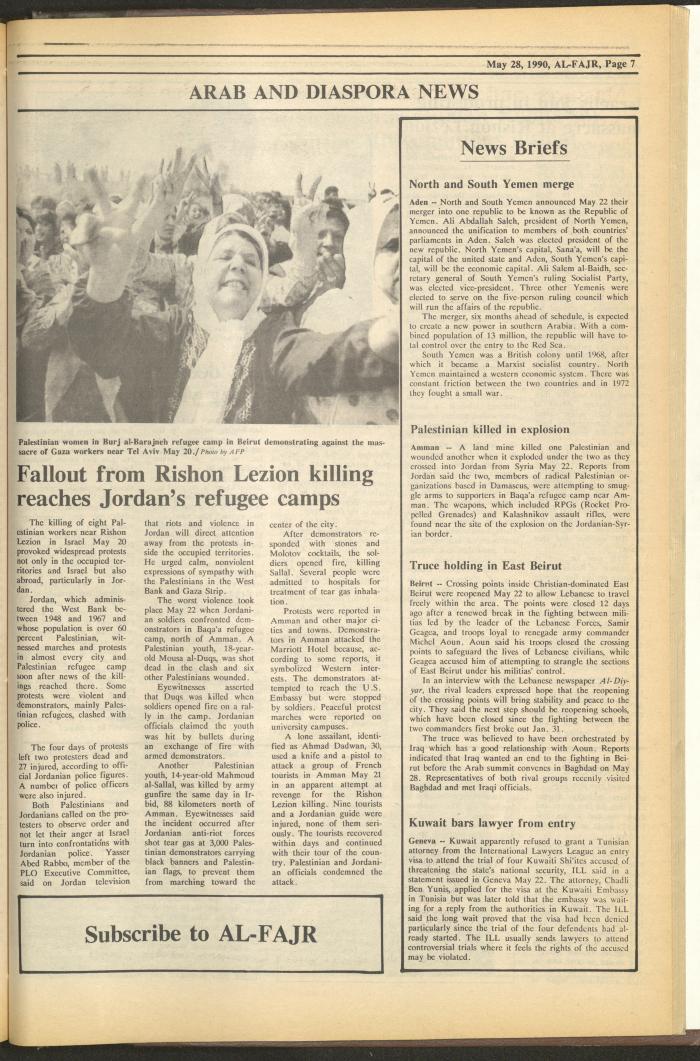 May 28, 1990, AL-FAJR, Page 7
ARAB AND DIASPORA NEWS
Palestinian women in Burj al-Barajneh refugee camp in Beirut demonstrating against the mas-
sacre of Gaza workers near Tel Aviv May 20./Photo by AFP
Fallout from Rishon Lezion killing
reaches Jordan's refugee camps
The killing of eight Pal-
estinian workers near Rishon
Lezion in Israel May 20
provoked widespread protests
not only in the occupied ter-
ritories and Israel but also
abroad, particularly in Jor-
dan.
Jordan, which adminis-
tered the West Bank be-
tween 1948 and 1967 and
whose population is over 60
percent Palestinian, wit-
nessed marches and protests
in almost every city and
Palestinian refugee camp
soon after news of the kill-
ings reached there. Some
protests were violent and
demonstrators, mainly Pales-
tinian refugees, clashed with
police.
The four days of protests
left two protesters dead and
27 injured, according to offi-
cial Jordanian police figures.
A number of police officers
were also injured.
Both Palestinians and
Jordanians called on the pro-
testers to observe order and
not let their anger at Israel
turn into confrontations with
Jordanian police. Yasser
Abed Rabbo, member of the
PLO Executive Committee,
said on Jordan television
that riots and violence in
Jordan will direct attention
away from the protests in-
side the occupied territories.
He urged calm, nonviolent
expressions of sympathy with
the Palestinians in the West
Bank and Gaza Strip.
The worst violence took
place May 22 when Jordani-
an soldiers confronted dem-
onstrators in Baqa'a refugee
camp, north of Amman. A
Palestinian youth, 18-year-
old Mousa al-Duqs, was shot
dead in the clash and six
other Palestinians wounded.
Eyewitnesses asserted
that Duqs was killed when
soldiers opened fire on a ral-
ly in the camp. Jordanian
officials claimed the youth
was hit by bullets during
an exchange of fire with
armed demonstrators.
Another Palestinian
youth, 14-year-old Mahmoud
al-Sallal, was killed by army
gunfire the same day in Ir-
bid, 88 kilometers north of
Amman. Eyewitnesses said
the incident occurred after
Jordanian anti-riot forces
shot tear gas at 3,000 Pales-
tinian demonstrators carrying
black banners and Palestin-
ian flags, to prevent them
from marching toward the
center of the city.
After demonstrators re-
sponded with stones and
Molotov cocktails, the sol-
diers opened fire, killing
Sallal. Several people were
admitted to hospitals for
treatment of tear gas inhala-
tion.
Protests were reported in
Amman and other major cit-
ies and towns. Demonstra-
tors in Amman attacked the
Marriott Hotel because, ac-
cording to some reports, it
symbolized Western inter-
ests. The demonstrators at-
tempted to reach the U.S.
Embassy but were stopped
by soldiers. Peaceful protest
marches were reported on
university campuses.
A lone assailant, identi-
fied as Ahmad Dadwan, 30,
used a knife and a pistol to
attack a group of French
tourists in Amman May 21
in an apparent attempt at
revenge for the Rishon
Lezion killing. Nine tourists
and a Jordanian guide were
injured, none of them seri-
ously. The tourists recovered
within days and continued
with their tour of the coun-
try. Palestinian and Jordani-
an officials condemned the
attack.
Subscribe to AL-FAJR
News Briefs
North and South Yemen merge
Aden -- North and South Yemen announced May 22 their
merger into one republic to be known as the Republic of
Yemen. Ali Abdallah Saleh, president of North Yemen,
announced the unification to members of both countries'
parliaments in Aden. Saleh was elected president of the
new republic. North Yemen's capital, Sana'a, will be the
capital of the united state and Aden, South Yemen's capi-
tal, will be the economic capital. Ali Salem al-Baidh, sec-
retary general of South Yemen's ruling Socialist Party,
was elected vice-president. Three other Yemenis were
elected to serve on the five-person ruling council which
will run the affairs of the republic.
The merger, six months ahead of schedule, is expected
to create a new power in southern Arabia. With a com-
bined population of 13 million, the republic will have to-
tal control over the entry to the Red Sea.
South Yemen was a British colony until 1968, after
which it became a Marxist socialist country. North
Yemen maintained a western economic system. There was
constant friction between the two countries and in 1972
they fought a small war.
Palestinian killed in explosion
Amman -- A land mine killed one Palestinian and
wounded another when it exploded under the two as they
crossed into Jordan from Syria May 22. Reports from
Jordan said the two, members of radical Palestinian or-
ganizations based in Damascus, were attempting to smug-
gle arms to supporters in Baqa'a refugee camp near Am-
man. The weapons, which included RPGs (Rocket Pro-
pelled Grenades) and Kalashnikov assault rifles, were
found near the site of the explosion on the Jordanian-Syr-
ian border.
Truce holding in East Beirut
Beirut -- Crossing points inside Christian-dominated East
Beirut were reopened May 22 to allow Lebanese to travel
freely within the area. The points were closed 12 days
ago after a renewed break in the fighting between mili-
tias led by the leader of the Lebanese Forces, Samir
Geagea, and troops loyal to renegade army commander
Michel Aoun. Aoun said his troops closed the crossing
points to safeguard the lives of Lebanese civilians, while
Geagea accused him of attempting to strangle the sections
of East Beirut under his militias' control.
In an interview with the Lebanese newspaper Al-Diy-
yar, the rival leaders expressed hope that the reopening
of the crossing points will bring stability and peace to the
city. They said the next step should be reopening schools,
which have been closed since the fighting between the
two commanders first broke out Jan. 31.
The truce was believed to have been orchestrated by
Iraq which has a good relationship with Aoun. Reports
indicated that Iraq wanted an end to the fighting in Bei-
rut before the Arab summit convenes in Baghdad on May
28. Representatives of both rival groups recently visited
Baghdad and met Iraqi officials.
Kuwait bars lawyer from entry
Geneva -- Kuwait apparently refused to grant a Tunisian
attorney from the International Lawyers League an entry
visa to attend the trial of four Kuwaiti Shi'ites accused of
threatening the state's national security, ILL said in a
statement issued in Geneva May 22. The attorney, Chadli
Ben Yunis, applied for the visa at the Kuwaiti Embassy
in Tunisia but was later told that the embassy was wait-
ing for a reply from the authorities in Kuwait. The ILL
said the long wait proved that the visa had been denied
particularly since the trial of the four defendents had al-
ready started. The ILL usually sends lawyers to attend
controversial trials where it feels the rights of the accused
may be violated.